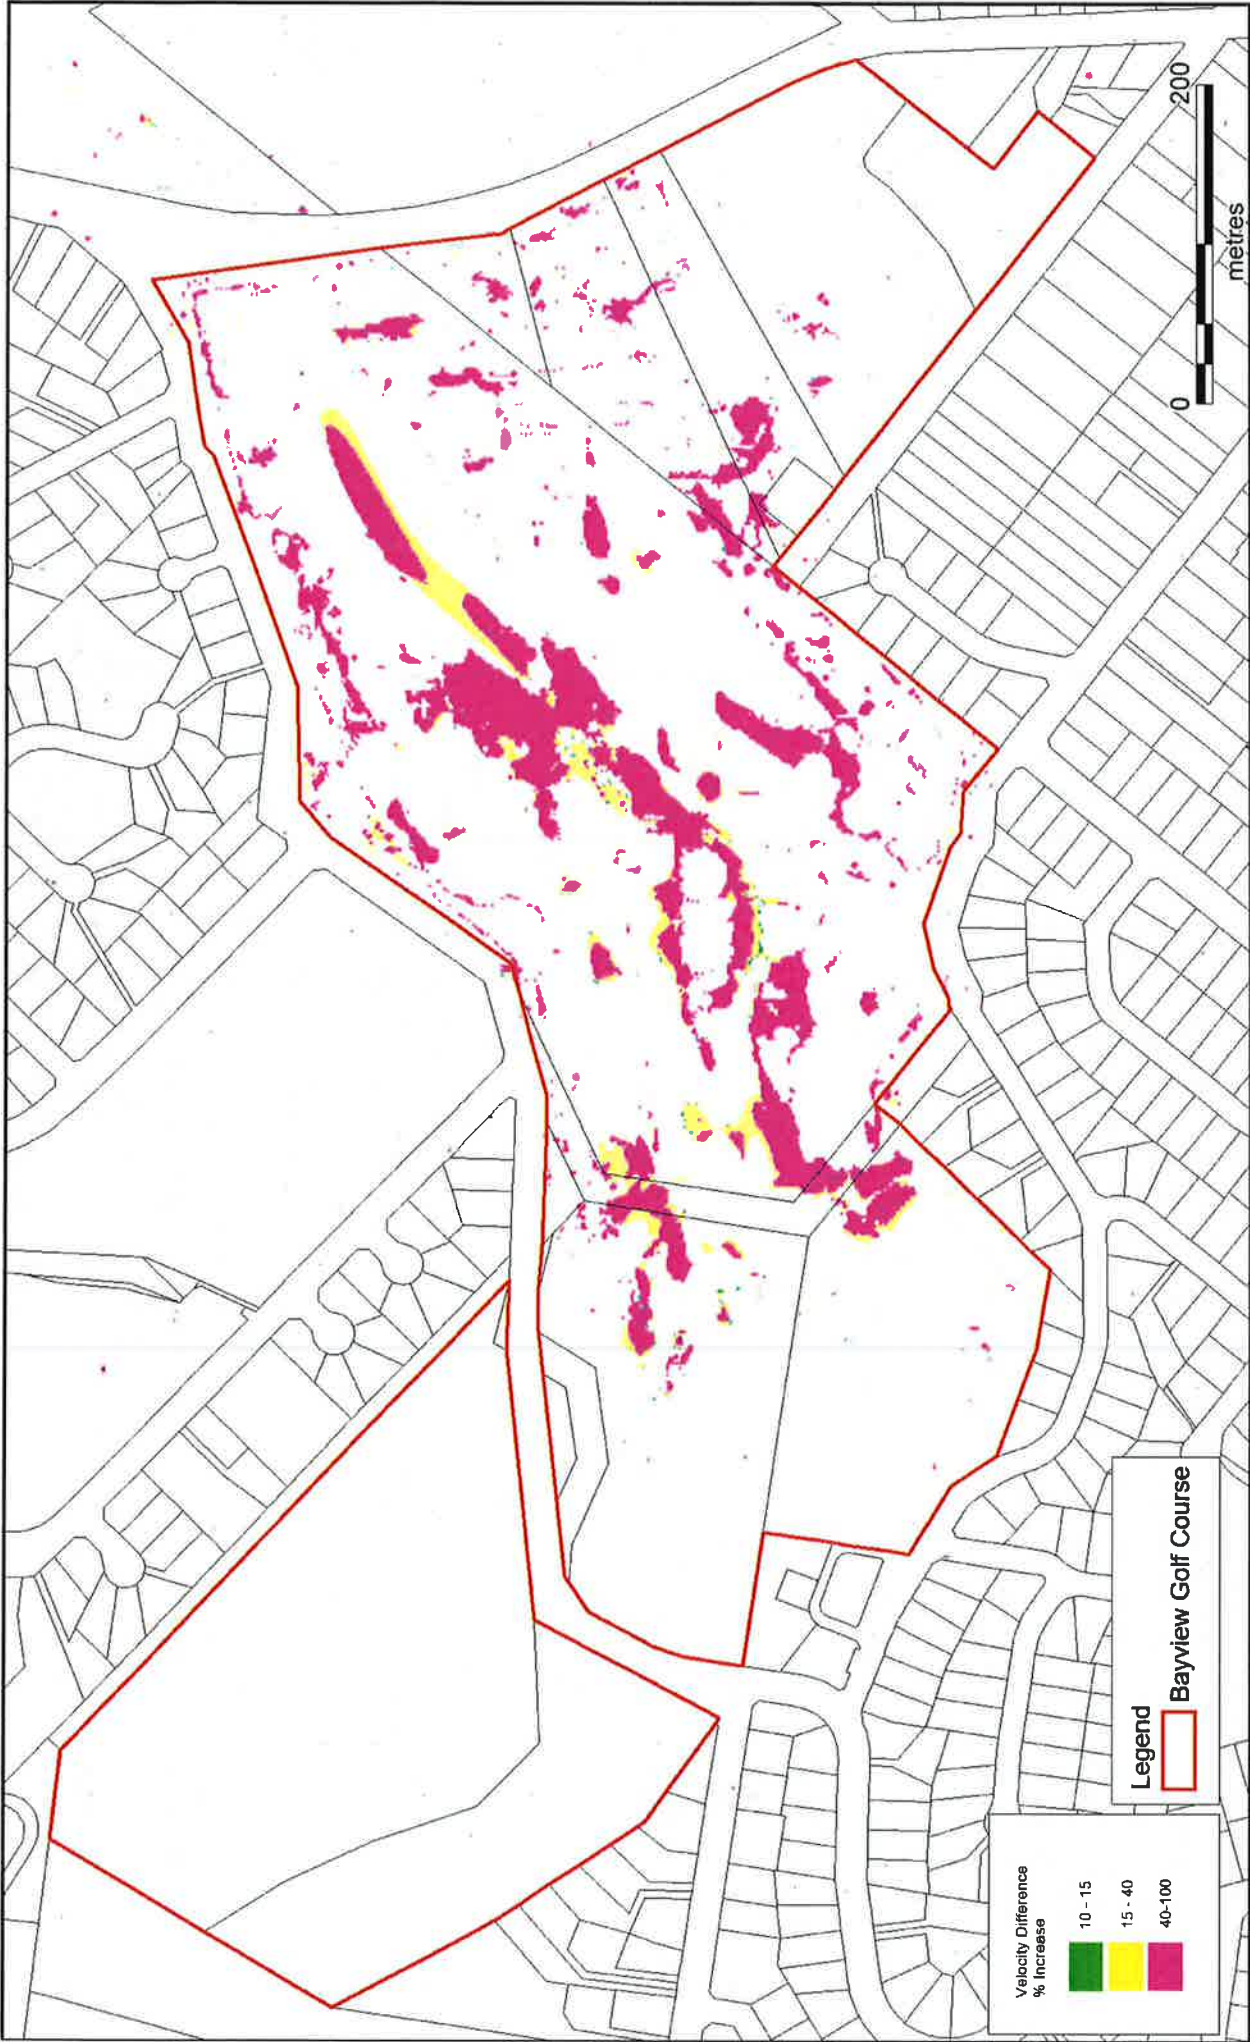 Velocity Difference
% Increase
10 - 15
15 - 40
40-100
Legend
Bayview Golf Course
0
200
metres